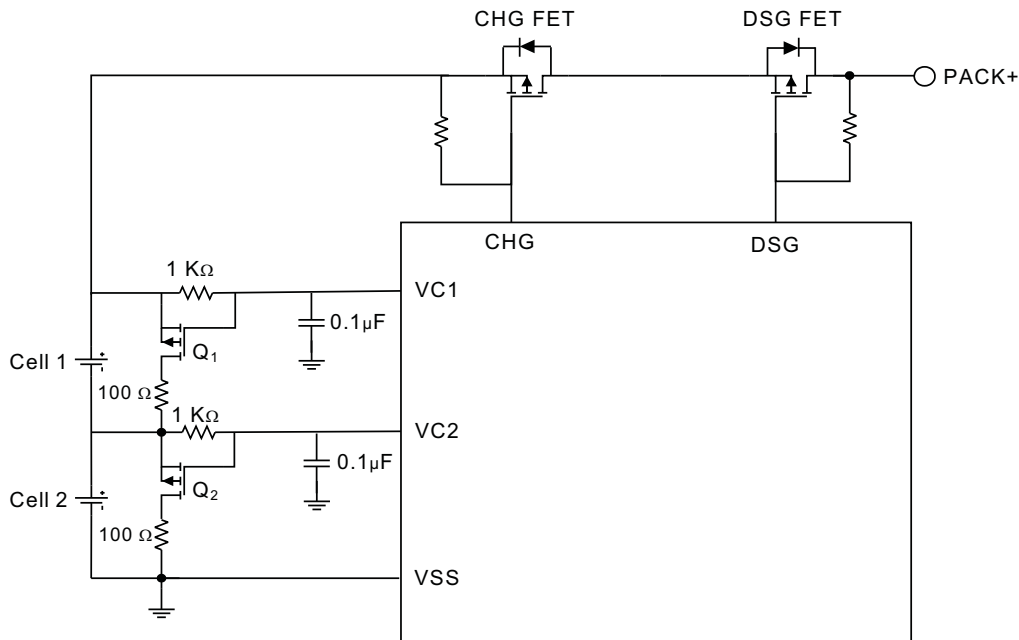 CHG FET
DSG FET
PACK+
CHG
DSG
1 KΩ
VC1
0.1µF
Q1
Cell 1
100 Ω
1 KΩ
VC2
0.1µF
Q2
Cell 2
100 Ω
VSS